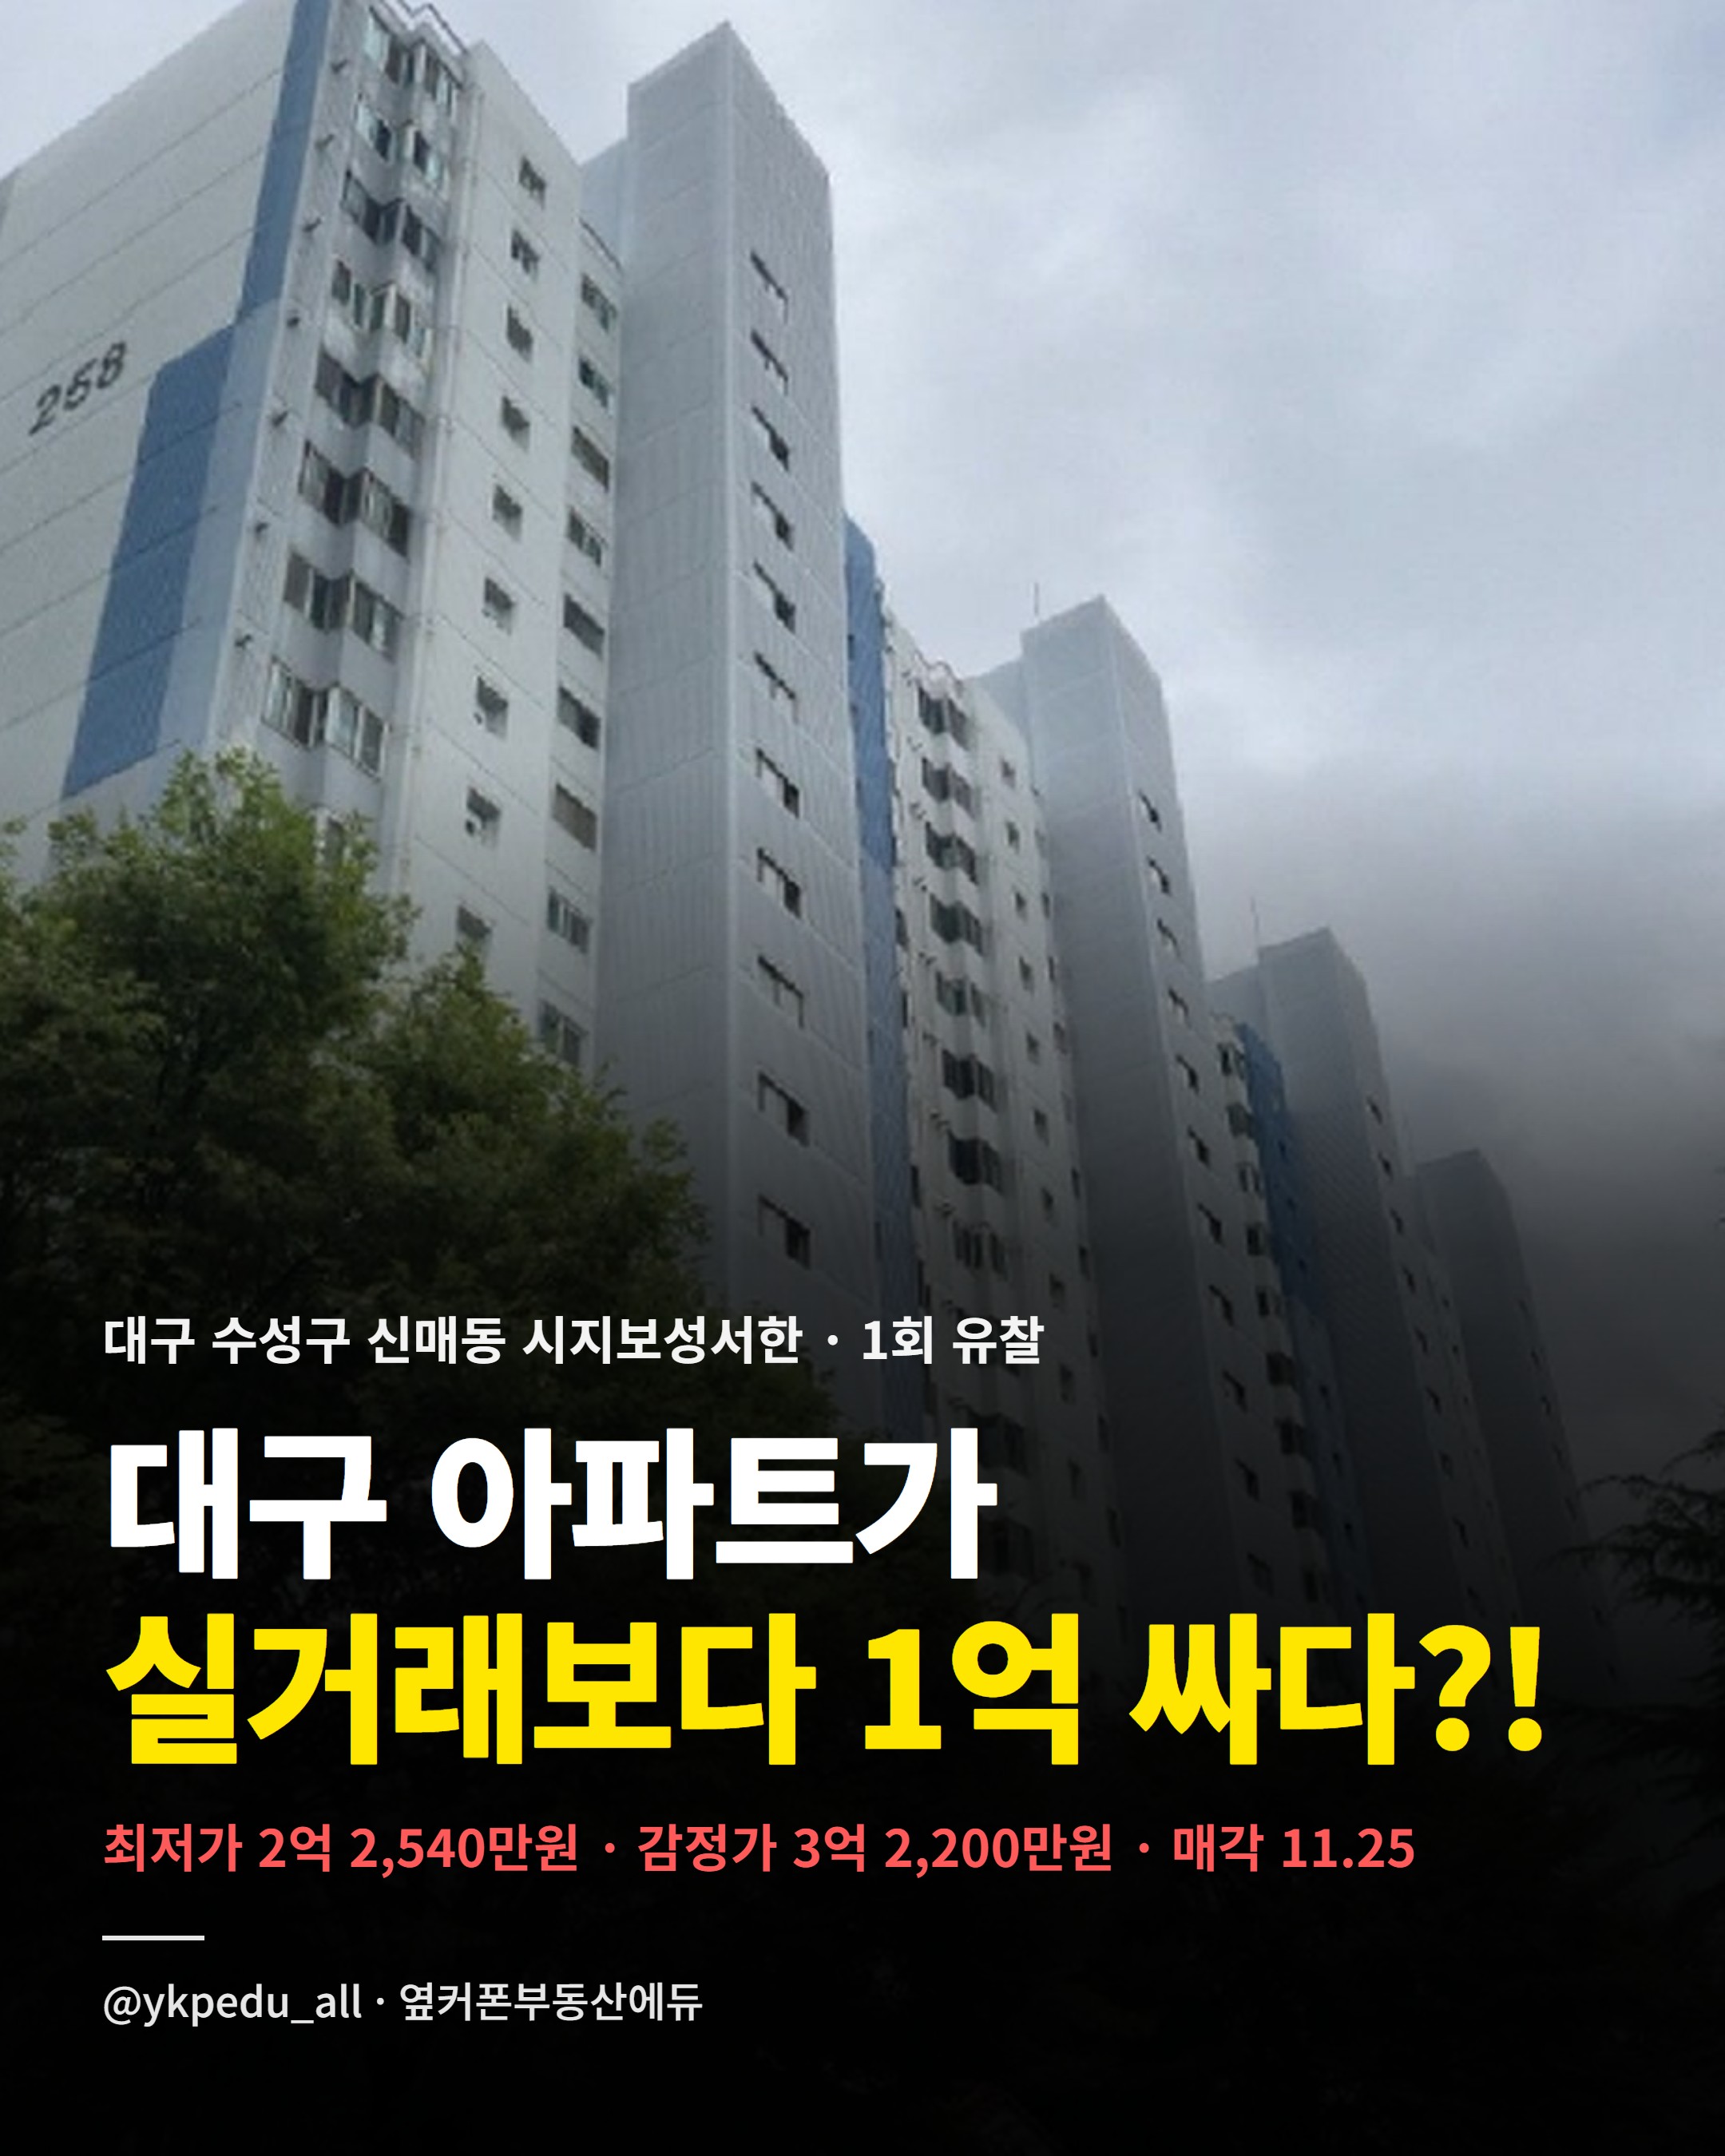 268
대구 수성구 신매동 시지보성서한 · 1회 유찰
대구 아파트가
실거래보다 1억 싸다?!
최저가 2억 2,540만원 · 감정가 3억 2,200만원 · 매각 11.25
@ykpedu_all · 옆커폰부동산에듀